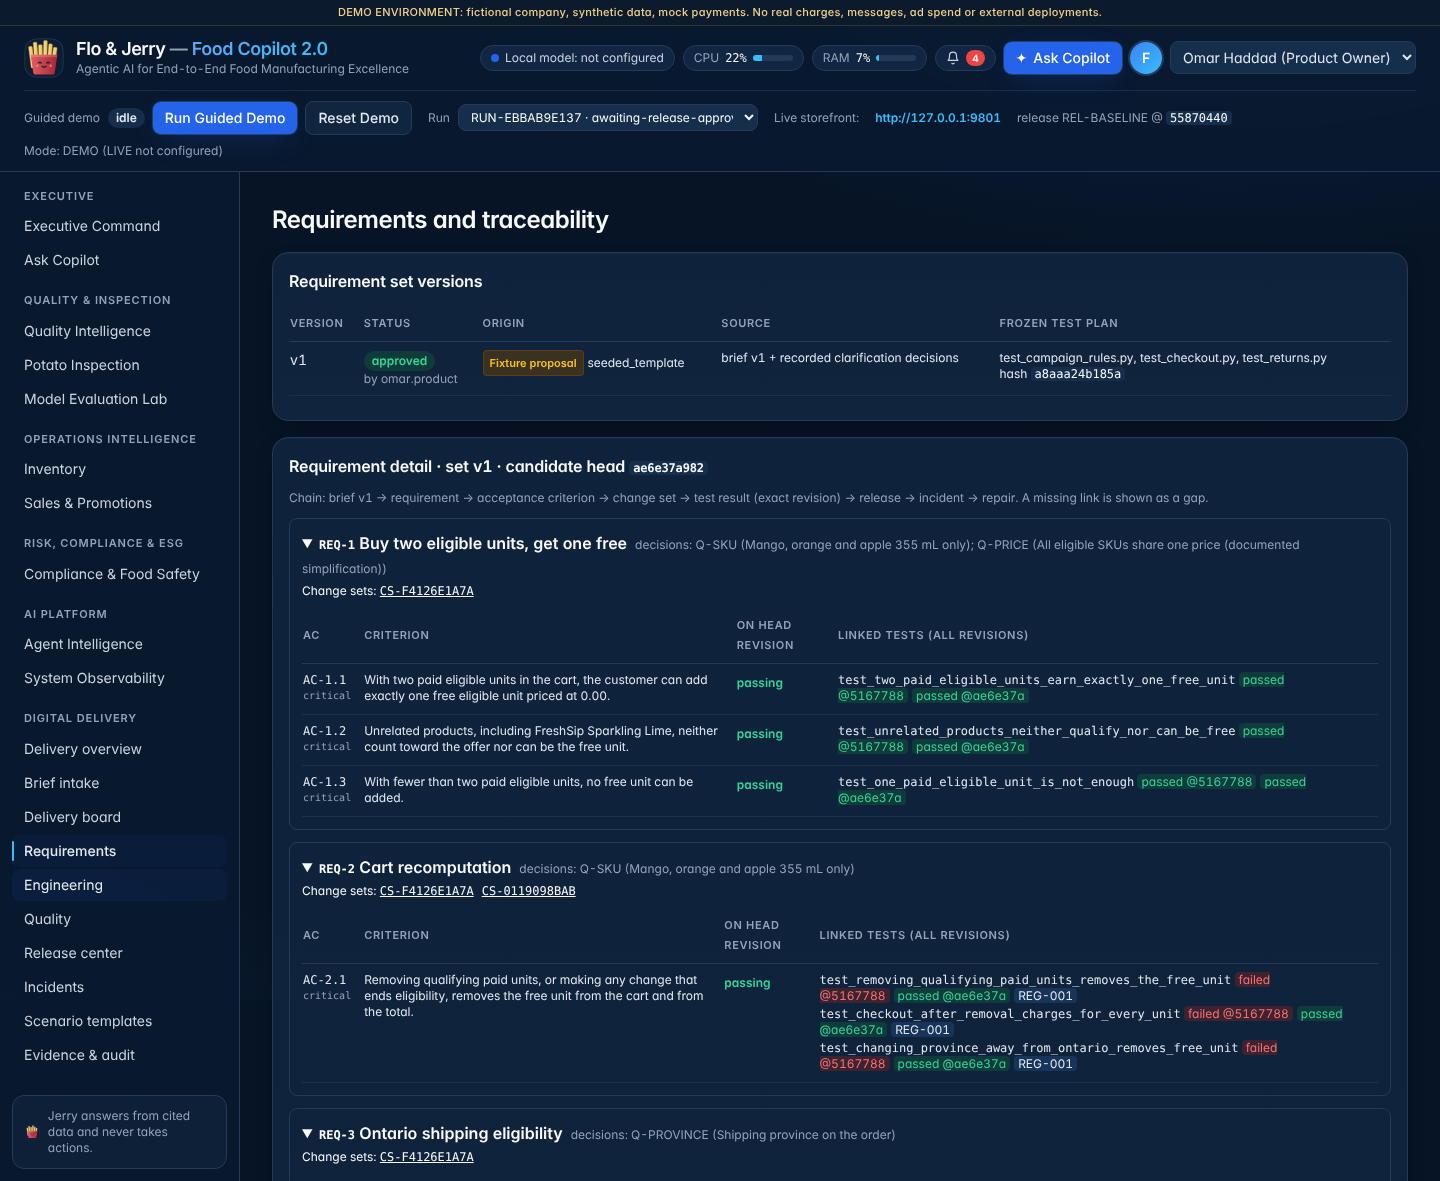 DEMO ENVIRONMENT: fictional company, synthetic data, mock payments. No real charges, messages, ad spend or external deployments.
Flo & Jerry — Food Copilot 2.0
Agentic AI for End-to-End Food Manufacturing Excellence
Local model: not configured
CPU 22%
RAM 7%
4
✦ Ask Copilot
F
Omar Haddad (Product Owner)
Guided demo idle
Run Guided Demo
Reset Demo
Run RUN-EBBAB9E137 · awaiting-release-approv
Live storefront: http://127.0.0.1:9801
release REL-BASELINE @ 55870440
Mode: DEMO (LIVE not configured)
EXECUTIVE
Executive Command
Ask Copilot
QUALITY & INSPECTION
Quality Intelligence
Potato Inspection
Model Evaluation Lab
OPERATIONS INTELLIGENCE
Inventory
Sales & Promotions
RISK, COMPLIANCE & ESG
Compliance & Food Safety
AI PLATFORM
Agent Intelligence
System Observability
DIGITAL DELIVERY
Delivery overview
Brief intake
Delivery board
Requirements
Engineering
Quality
Release center
Incidents
Scenario templates
Evidence & audit
Jerry answers from cited
data and never takes
actions.
Requirements and traceability
Requirement set versions
VERSION STATUS ORIGIN SOURCE FROZEN TEST PLAN
v1 approved Fixture proposal seeded_template brief v1 + recorded clarification decisions test_campaign_rules.py, test_checkout.py, test_returns.py
by omar.product hash a8aaa24b185a
Requirement detail · set v1 · candidate head ae6e37a982
Chain: brief v1 → requirement → acceptance criterion → change set → test result (exact revision) → release → incident → repair. A missing link is shown as a gap.
▼ REQ-1 Buy two eligible units, get one free decisions: Q-SKU (Mango, orange and apple 355 mL only); Q-PRICE (All eligible SKUs share one price (documented
simplification))
Change sets: CS-F4126E1A7A
AC CRITERION ON HEAD REVISION LINKED TESTS (ALL REVISIONS)
AC-1.1 With two paid eligible units in the cart, the customer can add passing test_two_paid_eligible_units_earn_exactly_one_free_unit passed
critical exactly one free eligible unit priced at 0.00. @5167788 passed @ae6e37a
AC-1.2 Unrelated products, including FreshSip Sparkling Lime, neither passing test_unrelated_products_neither_qualify_nor_can_be_free passed
critical count toward the offer nor can be the free unit. @5167788 passed @ae6e37a
AC-1.3 With fewer than two paid eligible units, no free unit can be passing test_one_paid_eligible_unit_is_not_enough passed @5167788 passed
critical added. @ae6e37a
▼ REQ-2 Cart recomputation decisions: Q-SKU (Mango, orange and apple 355 mL only)
Change sets: CS-F4126E1A7A CS-0119098BAB
AC CRITERION ON HEAD REVISION LINKED TESTS (ALL REVISIONS)
AC-2.1 Removing qualifying paid units, or making any change that passing test_removing_qualifying_paid_units_removes_the_free_unit failed
critical ends eligibility, removes the free unit from the cart and from @5167788 passed @ae6e37a REG-001
the total. test_checkout_after_removal_charges_for_every_unit failed @5167788 passed
@ae6e37a REG-001
test_changing_province_away_from_ontario_removes_free_unit failed
@5167788 passed @ae6e37a REG-001
▼ REQ-3 Ontario shipping eligibility decisions: Q-PROVINCE (Shipping province on the order)
Change sets: CS-F4126E1A7A